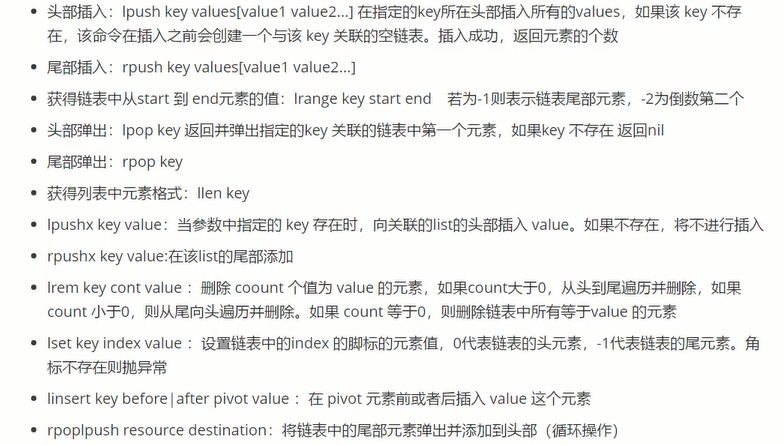 头部插入：lpush key values[value1 value2…] 在指定的key所在头部插入所有的values，如果该 key 不存
在，该命令在插入之前会创建一个与该 key 关联的空链表。插入成功，返回元素的个数
尾部插入：rpush key values[value1 value2…]
获得链表中从start 到 end元素的值：lrange key start end 若为-1则表示链表尾部元素，-2为倒数第二个
头部弹出：lpop key 返回并弹出指定的key 关联的链表中第一个元素，如果key 不存在 返回nil
尾部弹出：rpop key
获得列表中元素格式：llen key
lpushx key value：当参数中指定的 key 存在时，向关联的list的头部插入 value。如果不存在，将不进行插入
rpushx key value:在该list的尾部添加
lrem key cont value ：删除 coount 个值为 value 的元素，如果count大于0，从头到尾遍历并删除，如果
count 小于0，则从尾向头遍历并删除。如果 count 等于0，则删除链表中所有等于value 的元素
lset key index value ：设置链表中的index 的脚标的元素值，0代表链表的头元素，-1代表链表的尾元素。角
标不存在则抛异常
linsert key before|after pivot value ：在 pivot 元素前或者后插入 value 这个元素
rpoplpush resource destination：将链表中的尾部元素弹出并添加到头部（循环操作）